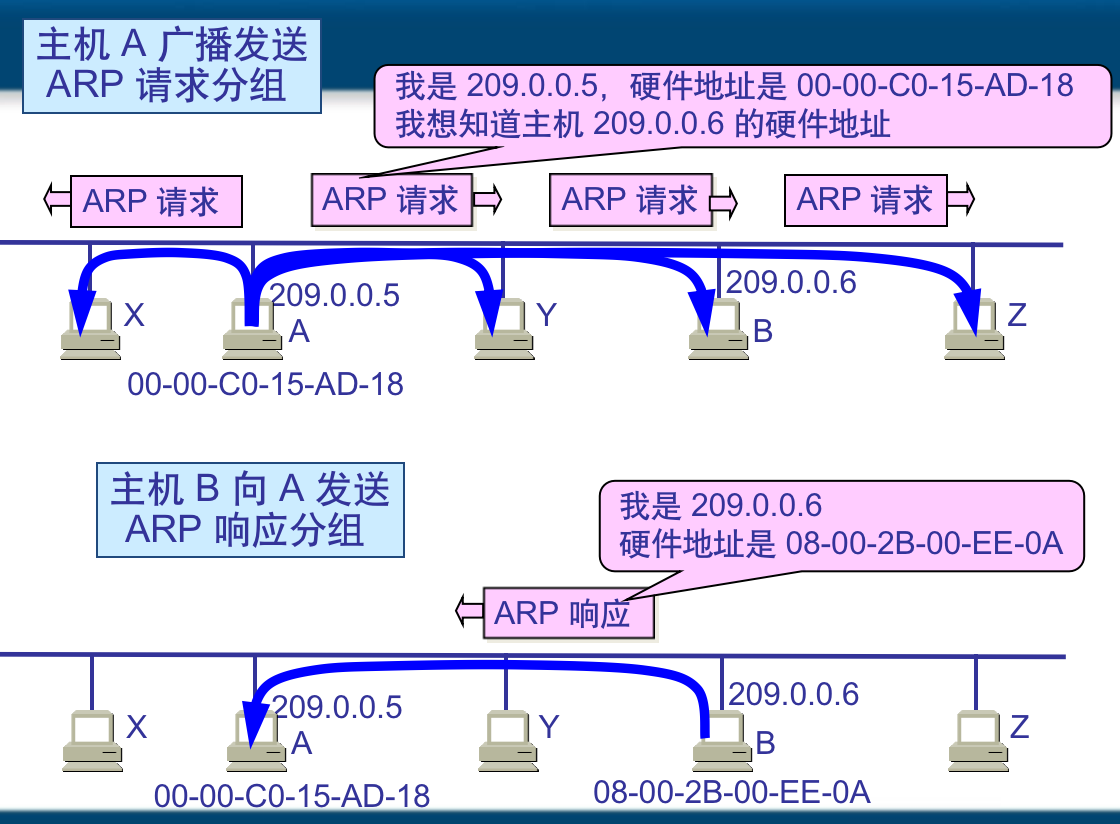 主机 A 广播发送
ARP 请求分组
我是 209.0.0.5，硬件地址是 00-00-C0-15-AD-18
我想知道主机 209.0.0.6 的硬件地址
ARP 请求
ARP 请求
ARP 请求
ARP 请求
209.0.0.5
209.0.0.6
X
A
Y
B
Z
00-00-C0-15-AD-18
主机 B 向 A 发送
ARP 响应分组
我是 209.0.0.6
硬件地址是 08-00-2B-00-EE-0A
ARP 响应
209.0.0.5
209.0.0.6
X
A
Y
B
Z
00-00-C0-15-AD-18
08-00-2B-00-EE-0A